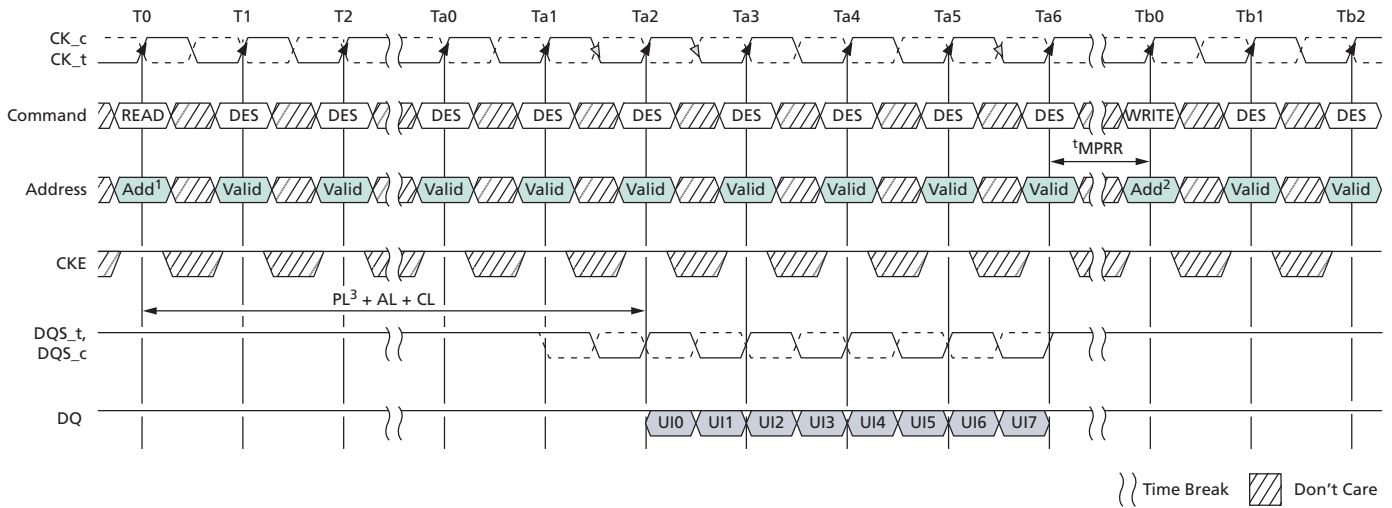 T0 T1 T2 Ta0 Ta1 Ta2 Ta3 Ta4 Ta5 Ta6 Tb0 Tb1 Tb2
CK_c
CK_t
Command READ DES DES DES DES DES DES DES DES DES WRITE DES DES
tMPRR
Address Add1 Valid Valid Valid Valid Valid Valid Valid Valid Valid Add2 Valid Valid
CKE
PL3 + AL + CL
DQS_t,
DQS_c
DQ UI0 UI1 UI2 UI3 UI4 UI5 UI6 UI7
Time Break Don't Care